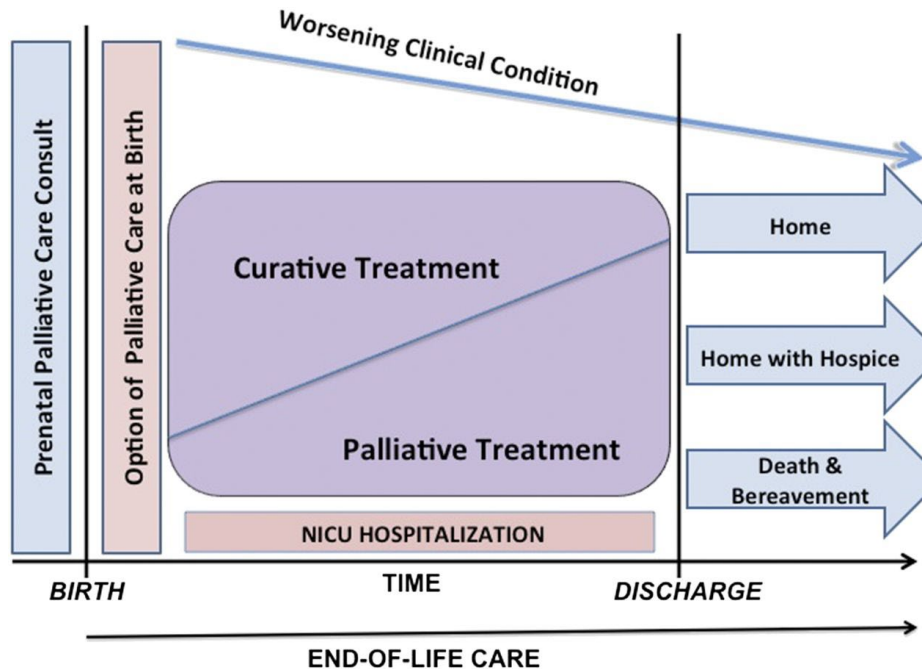 Worsening Clinical Condition
Prenatal Palliative Care Consult
Option of Palliative Care at Birth
Curative Treatment
Palliative Treatment
Home
Home with Hospice
Death &
Bereavement
NICU HOSPITALIZATION
BIRTH
TIME
DISCHARGE
END-OF-LIFE CARE